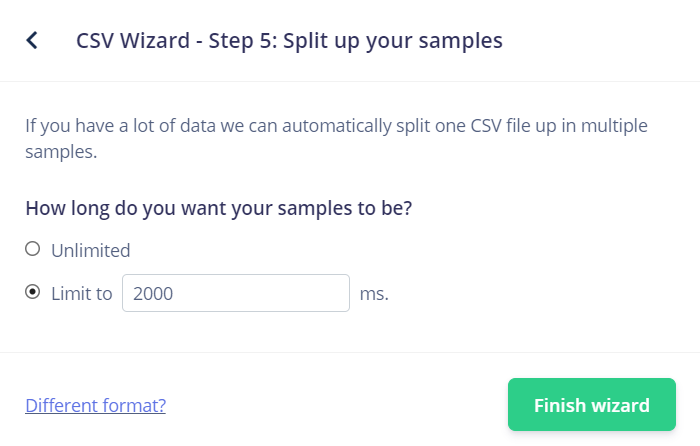 CSV Wizard - Step 5: Split up your samples
If you have a lot of data we can automatically split one CSV file up in multiple
samples.
How long do you want your samples to be?
Unlimited
Limit to 2000 ms.
Different format? Finish wizard